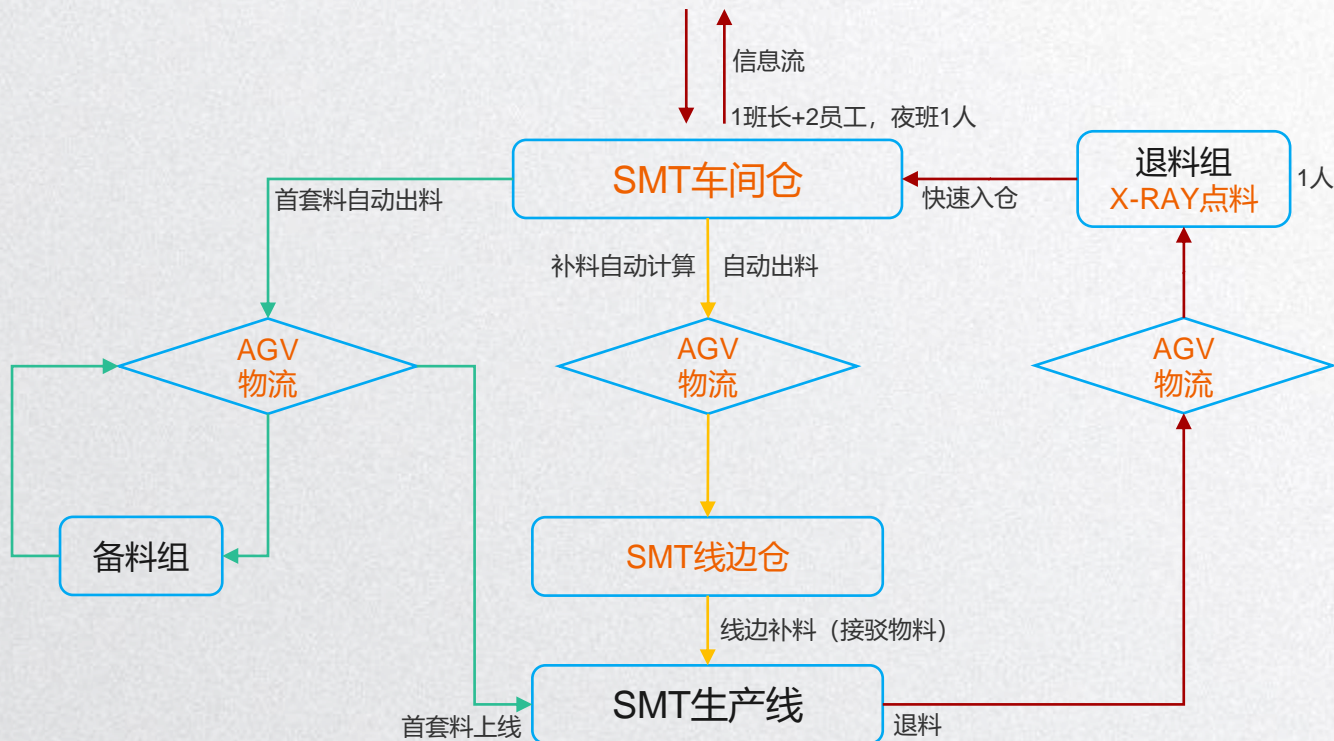 信息流
1班长+2员工，夜班1人
SMT车间仓
退料组
X-RAY点料
1人
首套料自动出料
快速入仓
补料自动计算
自动出料
AGV
物流
AGV
物流
AGV
物流
备料组
SMT线边仓
线边补料（接驳物料）
SMT生产线
首套料上线
退料